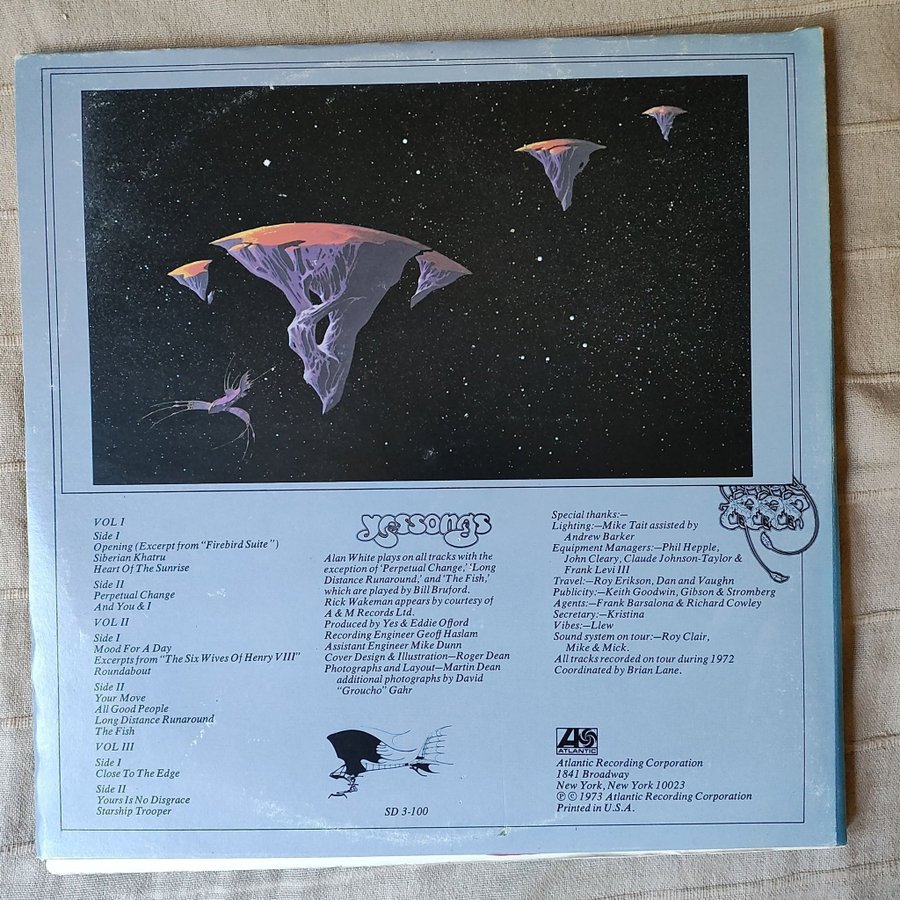 VOL I
Side I
Opening (Excerpt from “Firebird Suite”)
Siberian Khatru
Heart Of The Sunrise
Side II
Perpetual Change
And You & I
VOL II
Side I
Mood For A Day
Excerpts from “The Six Wives Of Henry VIII”
Roundabout
Side II
Your Move
All Good People
Long Distance Runaround
The Fish
VOL III
Side I
Close To The Edge
Side II
Yours Is No Disgrace
Starship Trooper
yessongs
Alan White plays on all tracks with the
exception of ‘Perpetual Change,’ ‘Long
Distance Runaround,’ and ‘The Fish,’
which are played by Bill Bruford.
Rick Wakeman appears by courtesy of
A & M Records Ltd.
Produced by Yes & Eddie Offord
Recording Engineer Geoff Haslam
Assistant Engineer Mike Dunn
Cover Design & Illustration—Roger Dean
Photographs and Layout—Martin Dean
additional photographs by David
“Groucho” Gahr
SD 3-100
Special thanks:—
Lighting:—Mike Tait assisted by
Andrew Barker
Equipment Managers:—Phil Hepple,
John Cleary, Claude Johnson-Taylor &
Frank Levi III
Travel:—Roy Erikson, Dan and Vaughn
Publicity:—Keith Goodwin, Gibson & Stromberg
Agents:—Frank Barsalona & Richard Cowley
Secretary:—Kristina
Vibes:—Llew
Sound system on tour:—Roy Clair,
Mike & Mick.
All tracks recorded on tour during 1972
Coordinated by Brian Lane.
ATLANTIC
Atlantic Recording Corporation
1841 Broadway
New York, New York 10023
℗ © 1973 Atlantic Recording Corporation
Printed in U.S.A.